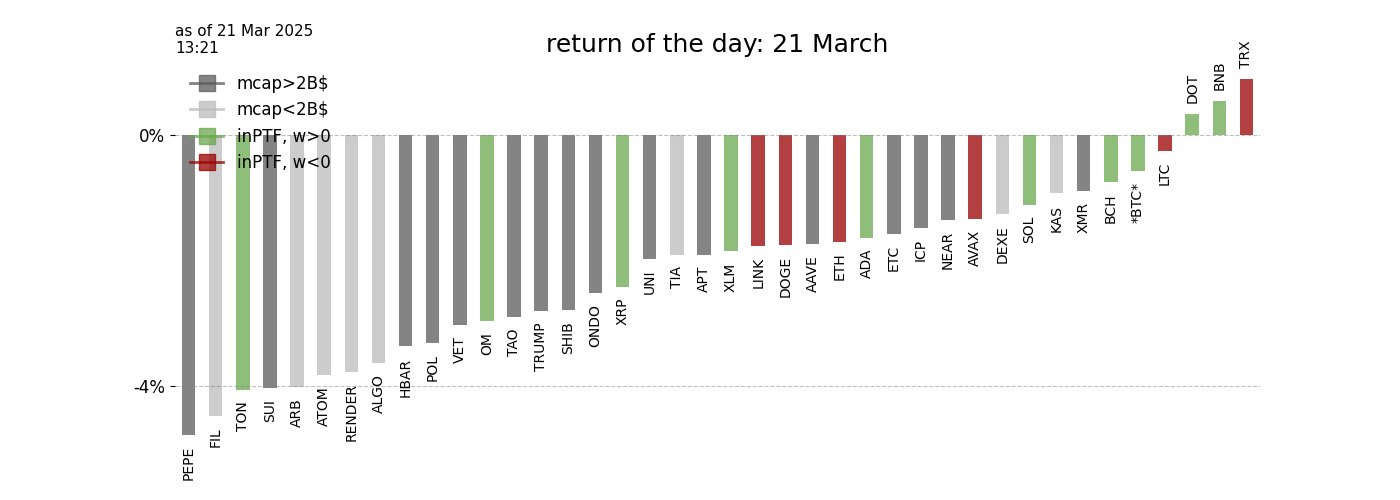 as of 21 Mar 2025
13:21
return of the day: 21 March
mcap>2B$
mcap<2B$
inPTF, w>0
inPTF, w<0
0%
-4%
PEPE
FIL
TON
SUI
ARB
ATOM
RENDER
ALGO
HBAR
POL
VET
OM
TAO
TRUMP
SHIB
ONDO
XRP
UNI
TIA
APT
XLM
LINK
DOGE
AAVE
ETH
ADA
ETC
ICP
NEAR
AVAX
DEXE
SOL
KAS
XMR
BCH
*BTC*
LTC
DOT
BNB
TRX